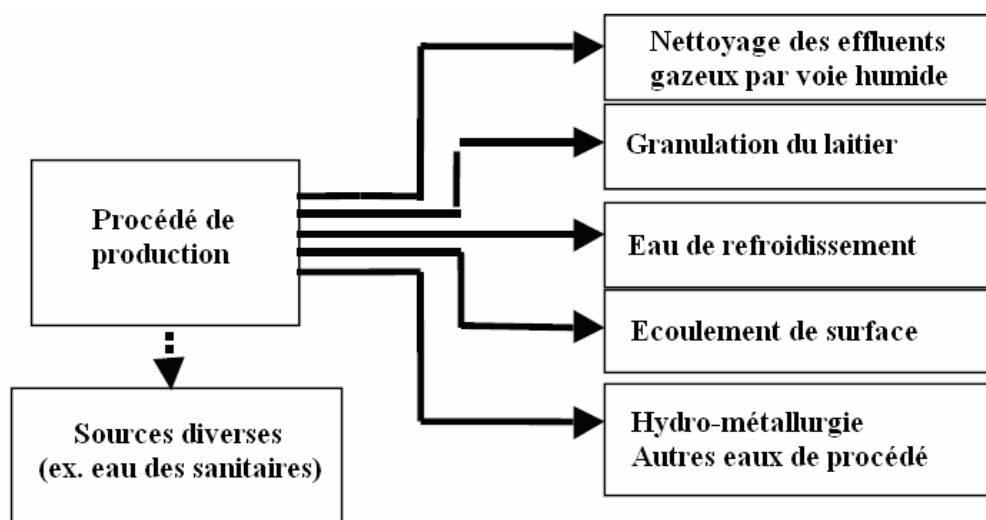 Nettoyage des effluents
gazeux par voie humide
Granulation du laitier
Procédé de
production
Eau de refroidissement
Ecoulement de surface
Sources diverses
(ex. eau des sanitaires)
Hydro-métallurgie
Autres eaux de procédé